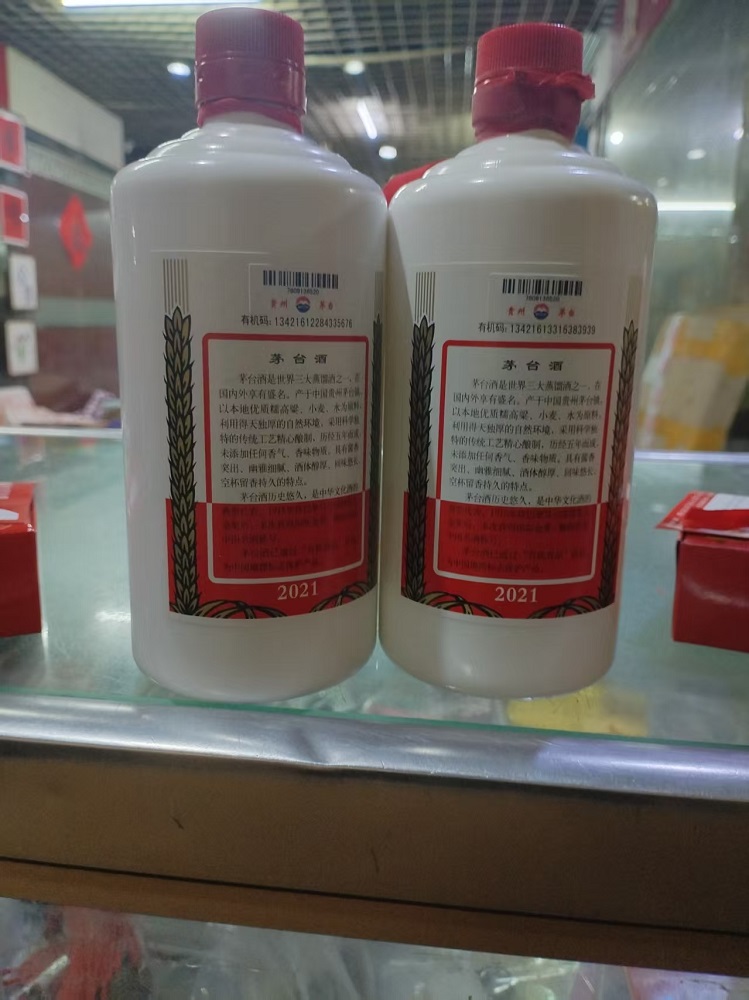 贵州 茅台
有机码: 13421612284335676
茅台酒
茅台酒是世界三大蒸馏酒之一，在
国内外享有盛名。产于中国贵州茅台镇，
以本地优质糯高粱、小麦、水为原料，
利用得天独厚的自然环境，采用科学独
特的传统工艺精心酿制，历经五年而成，
未添加任何香气、香味物质。具有酱香
突出、幽雅细腻、酒体醇厚、回味悠长、
空杯留香持久的特点。
茅台酒历史悠久，是中华文化酒的
2021
贵州 茅台
有机码: 13421613316383939
茅台酒
茅台酒是世界三大蒸馏酒之一，在
国内外享有盛名。产于中国贵州茅台镇，
以本地优质糯高粱、小麦、水为原料，
利用得天独厚的自然环境，采用科学独
特的传统工艺精心酿制，历经五年而成，
未添加任何香气、香味物质。具有酱香
突出、幽雅细腻、酒体醇厚、回味悠长、
空杯留香持久的特点。
茅台酒历史悠久，是中华文化酒的
2021